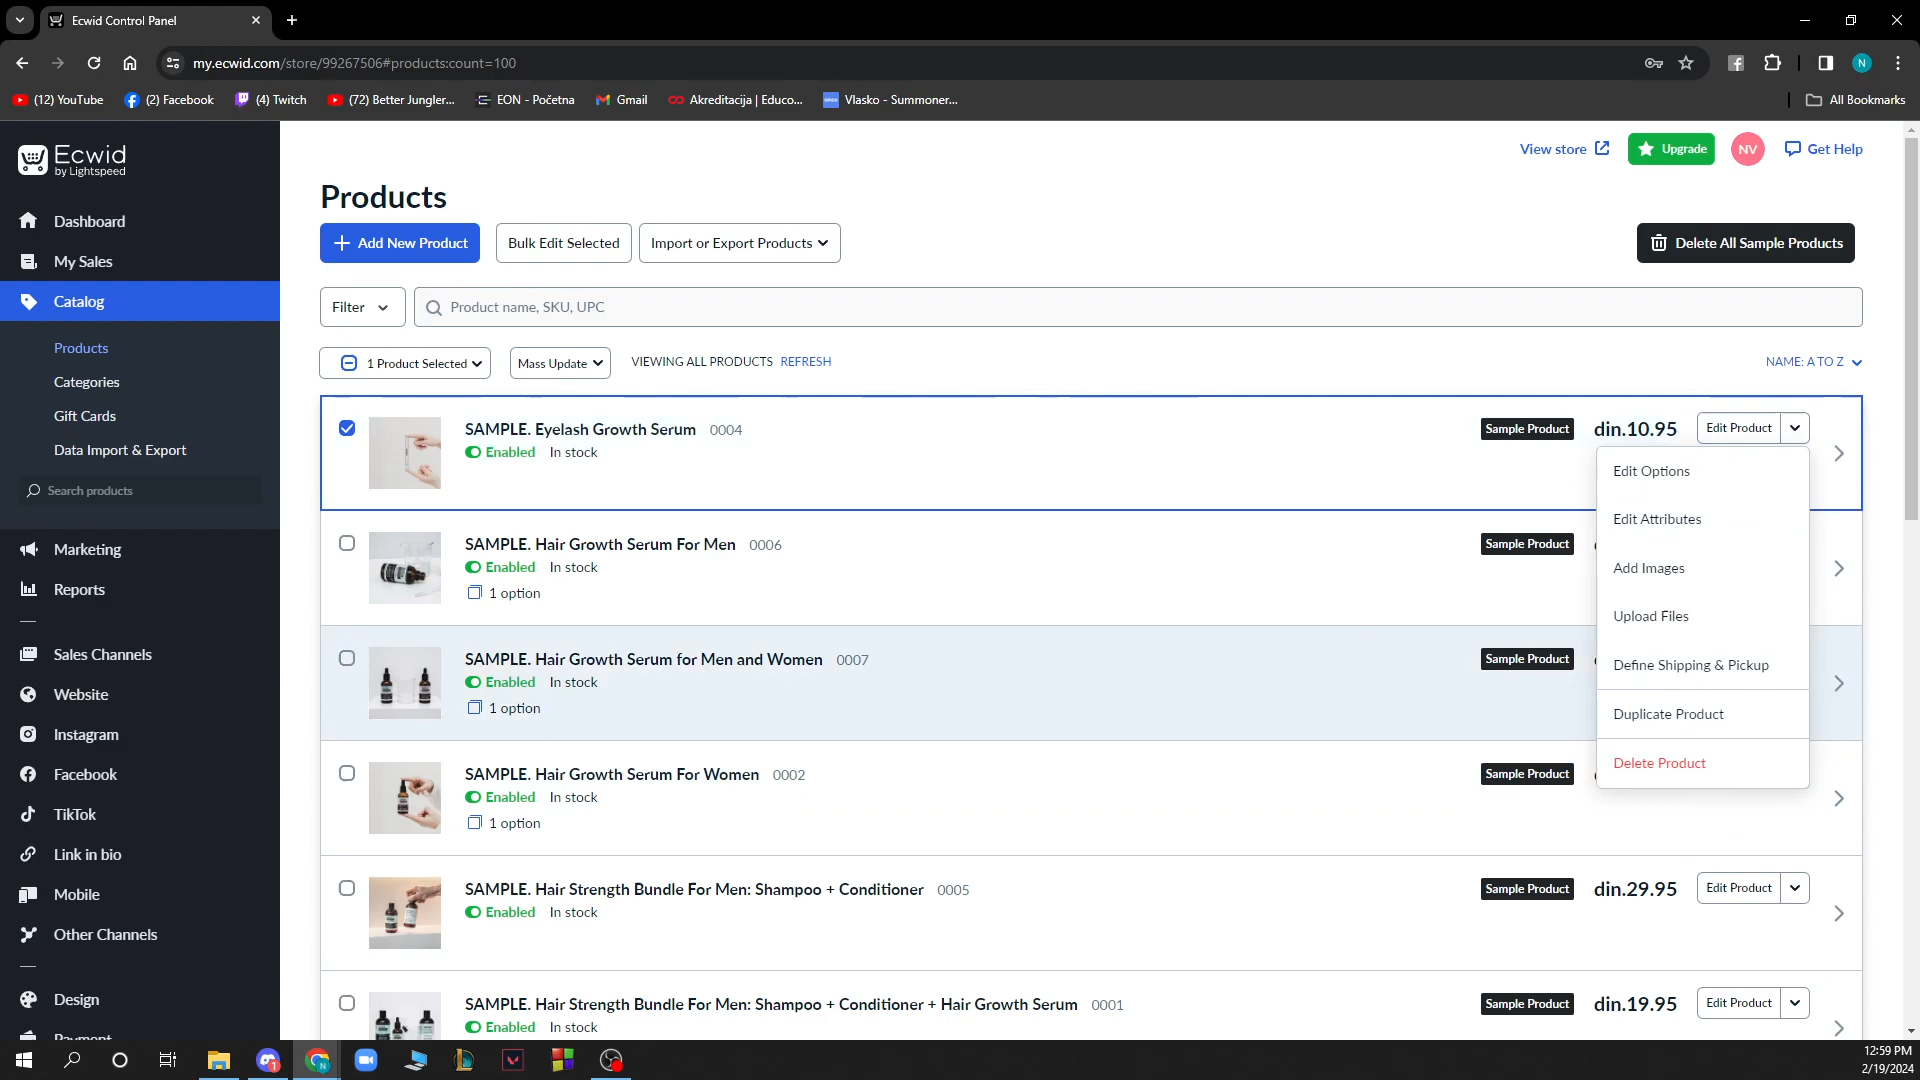 Ecwid Control Panel
my.ecwid.com/store/99267506#products:count=100
N
(12) YouTube
(2) Facebook
(4) Twitch
(72) Better Jungler...
EON - Početna
Gmail
Akreditacija | Educo...
Vlasko - Summoner...
All Bookmarks
Ecwid
by Lightspeed
View store
Upgrade
NV
Get Help
Products
Dashboard
My Sales
Catalog
Products
Categories
Gift Cards
Data Import & Export
Search products
Marketing
Reports
Sales Channels
Website
Instagram
Facebook
TikTok
Link in bio
Mobile
Other Channels
Design
Payment
Add New Product
Bulk Edit Selected
Import or Export Products
Delete All Sample Products
Filter
Product name, SKU, UPC
1 Product Selected
Mass Update
VIEWING ALL PRODUCTS REFRESH
NAME: A TO Z
SAMPLE. Eyelash Growth Serum 0004
Enabled In stock
Sample Product
din.10.95
Edit Product
Edit Options
Edit Attributes
Add Images
Upload Files
Define Shipping & Pickup
Duplicate Product
Delete Product
SAMPLE. Hair Growth Serum For Men 0006
Enabled In stock
1 option
Sample Product
SAMPLE. Hair Growth Serum for Men and Women 0007
Enabled In stock
1 option
Sample Product
SAMPLE. Hair Growth Serum For Women 0002
Enabled In stock
1 option
Sample Product
SAMPLE. Hair Strength Bundle For Men: Shampoo + Conditioner 0005
Enabled In stock
Sample Product
din.29.95
Edit Product
SAMPLE. Hair Strength Bundle For Men: Shampoo + Conditioner + Hair Growth Serum 0001
Enabled In stock
Sample Product
din.19.95
Edit Product
12:59 PM
2/19/2024